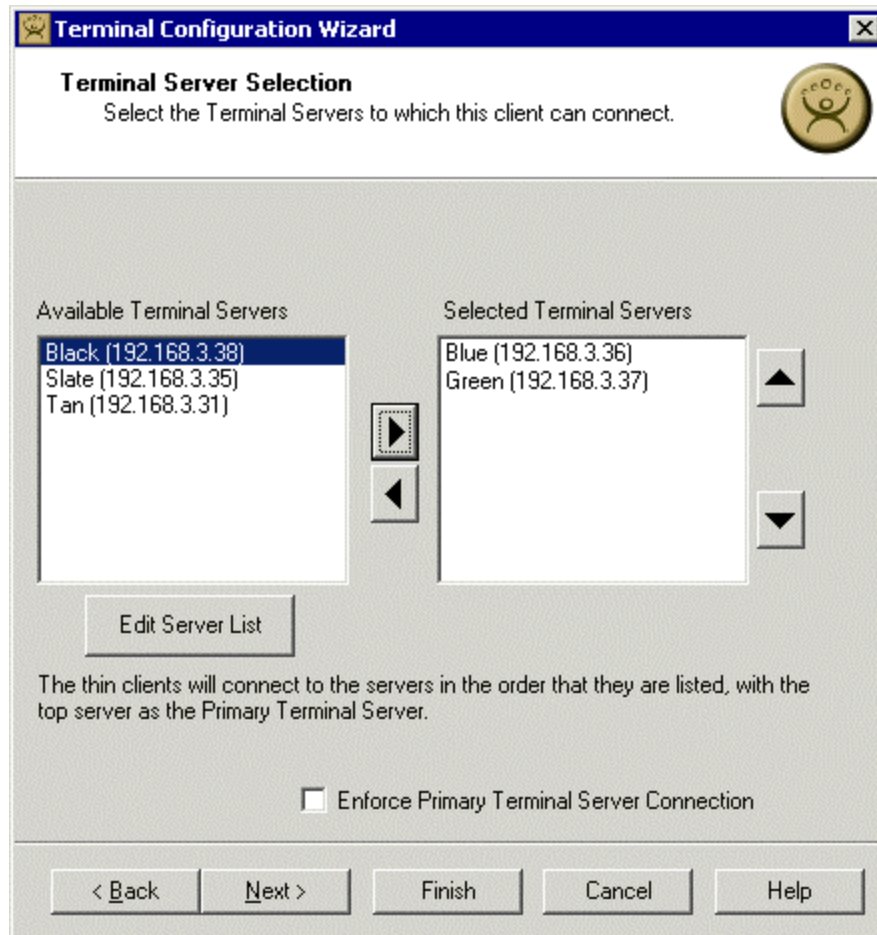 Terminal Configuration Wizard
Terminal Server Selection
Select the Terminal Servers to which this client can connect.
Available Terminal Servers
Black (192.168.3.38)
Slate (192.168.3.35)
Tan (192.168.3.31)
Selected Terminal Servers
Blue (192.168.3.36)
Green (192.168.3.37)
Edit Server List
The thin clients will connect to the servers in the order that they are listed, with the
top server as the Primary Terminal Server.
Enforce Primary Terminal Server Connection
< Back
Next >
Finish
Cancel
Help